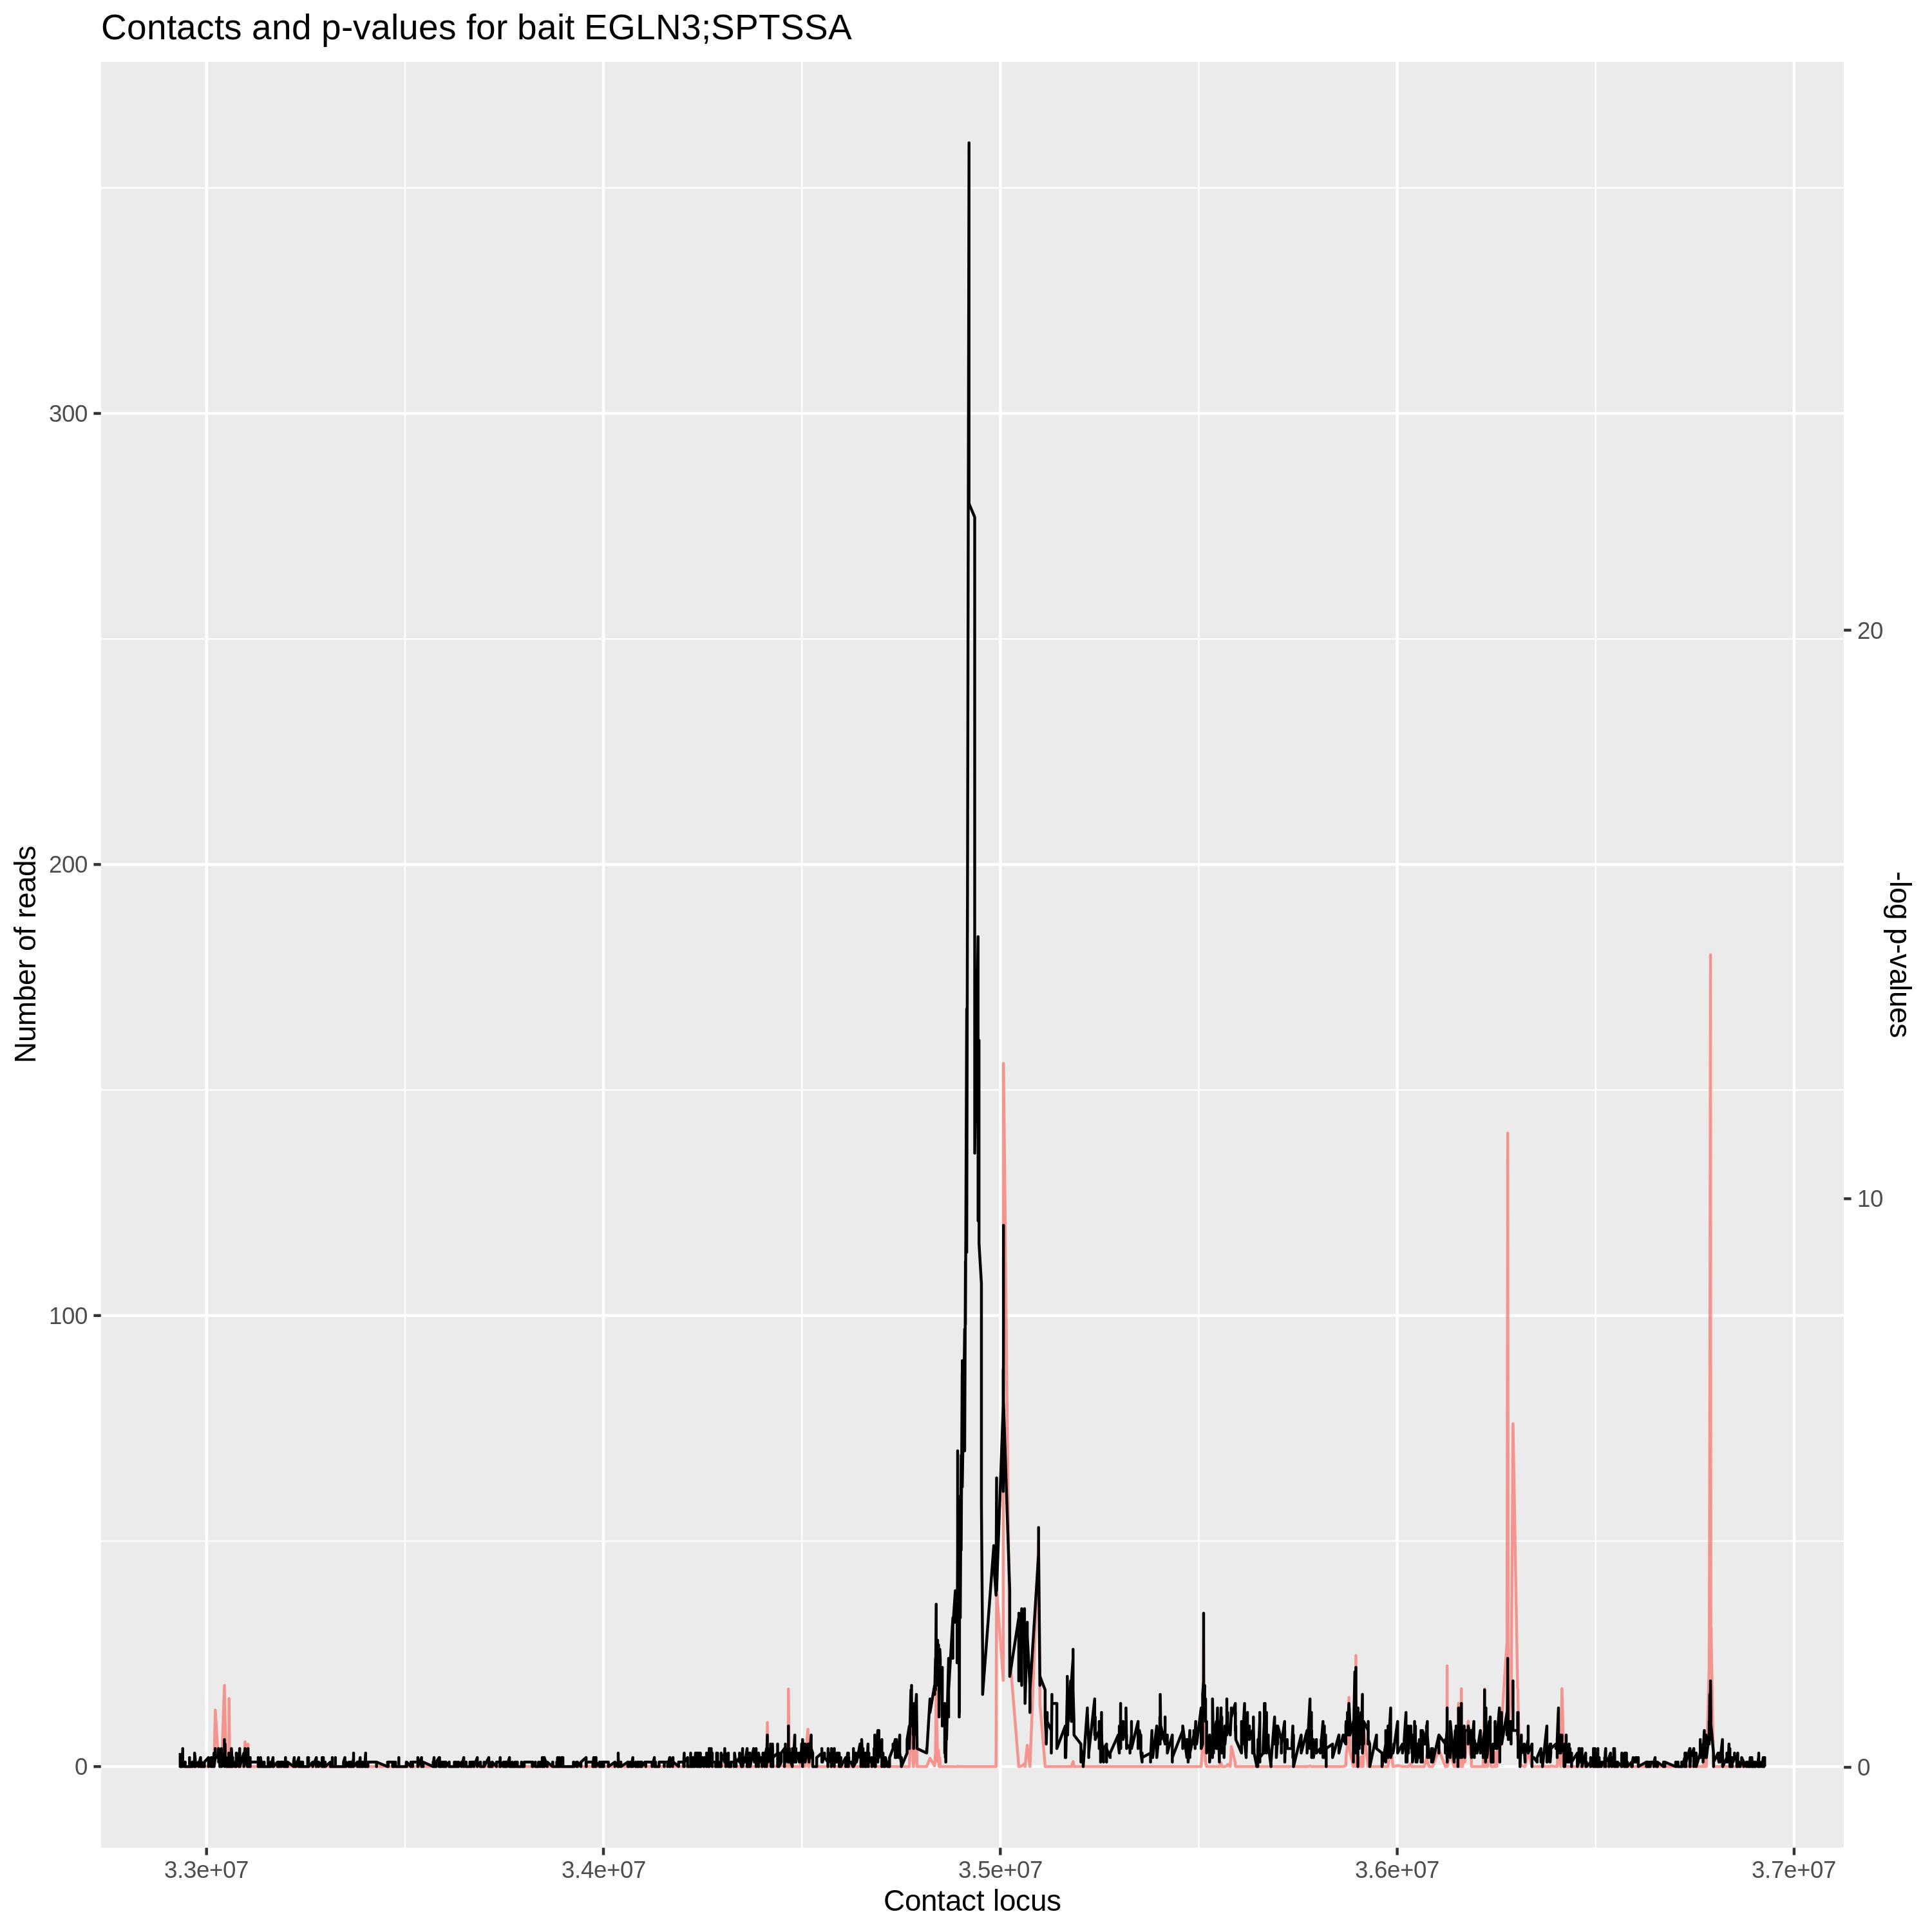 Contacts and p-values for bait EGLN3;SPTSSA
300
200
100
0
Number of reads
20
10
0
-log p-values
3.3e+07 3.4e+07 3.5e+07 3.6e+07 3.7e+07
Contact locus